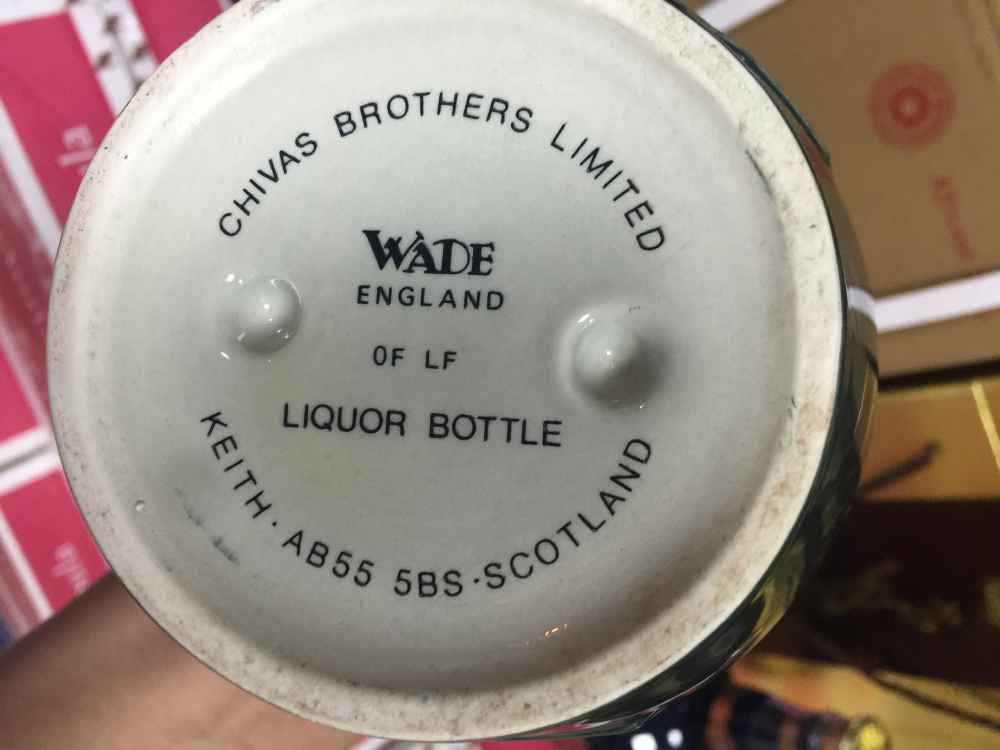 CHIVAS BROTHERS LIMITED
WADE
ENGLAND
OF LF
LIQUOR BOTTLE
KEITH · AB55 5BS · SCOTLAND